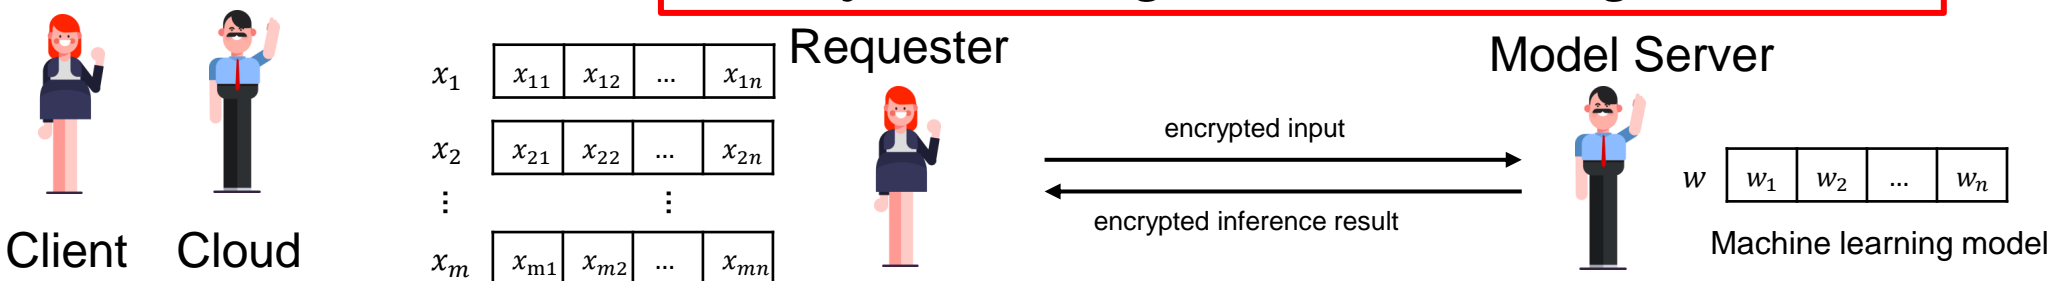 Requester
Model Server
x₁ x₁₁ x₁₂ ... x₁ₙ
encrypted input
x₂ x₂₁ x₂₂ ... x₂ₙ
w w₁ w₂ ... wₙ
⋮ ⋮
encrypted inference result
Client Cloud
Machine learning model
xₘ xₘ₁ xₘ₂ ... xₘₙ